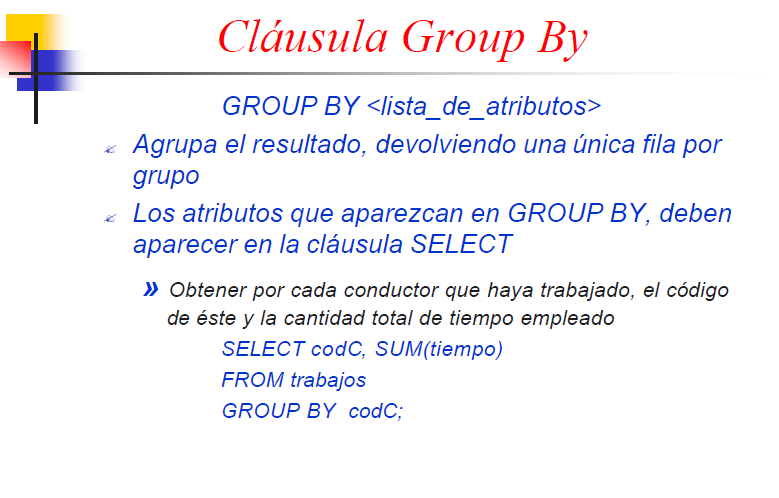 Cláusula Group By
GROUP BY <lista_de_atributos>
Agrupa el resultado, devolviendo una única fila por
grupo
Los atributos que aparezcan en GROUP BY, deben
aparecer en la cláusula SELECT
» Obtener por cada conductor que haya trabajado, el código
de éste y la cantidad total de tiempo empleado
SELECT codC, SUM(tiempo)
FROM trabajos
GROUP BY codC;